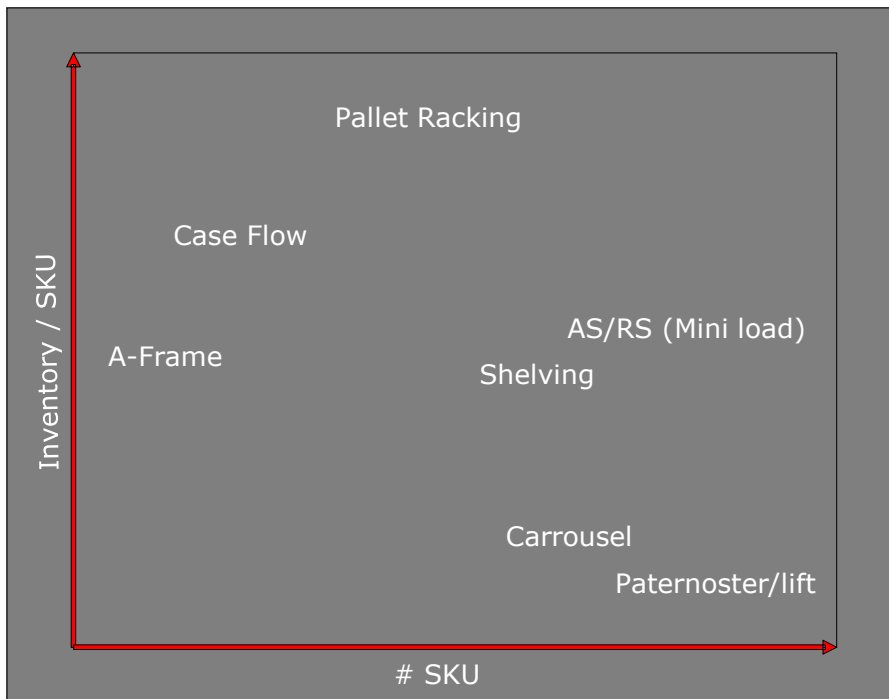 Pallet Racking
Case Flow
Inventory / SKU
AS/RS (Mini load)
A-Frame
Shelving
Carrousel
Paternoster/lift
# SKU